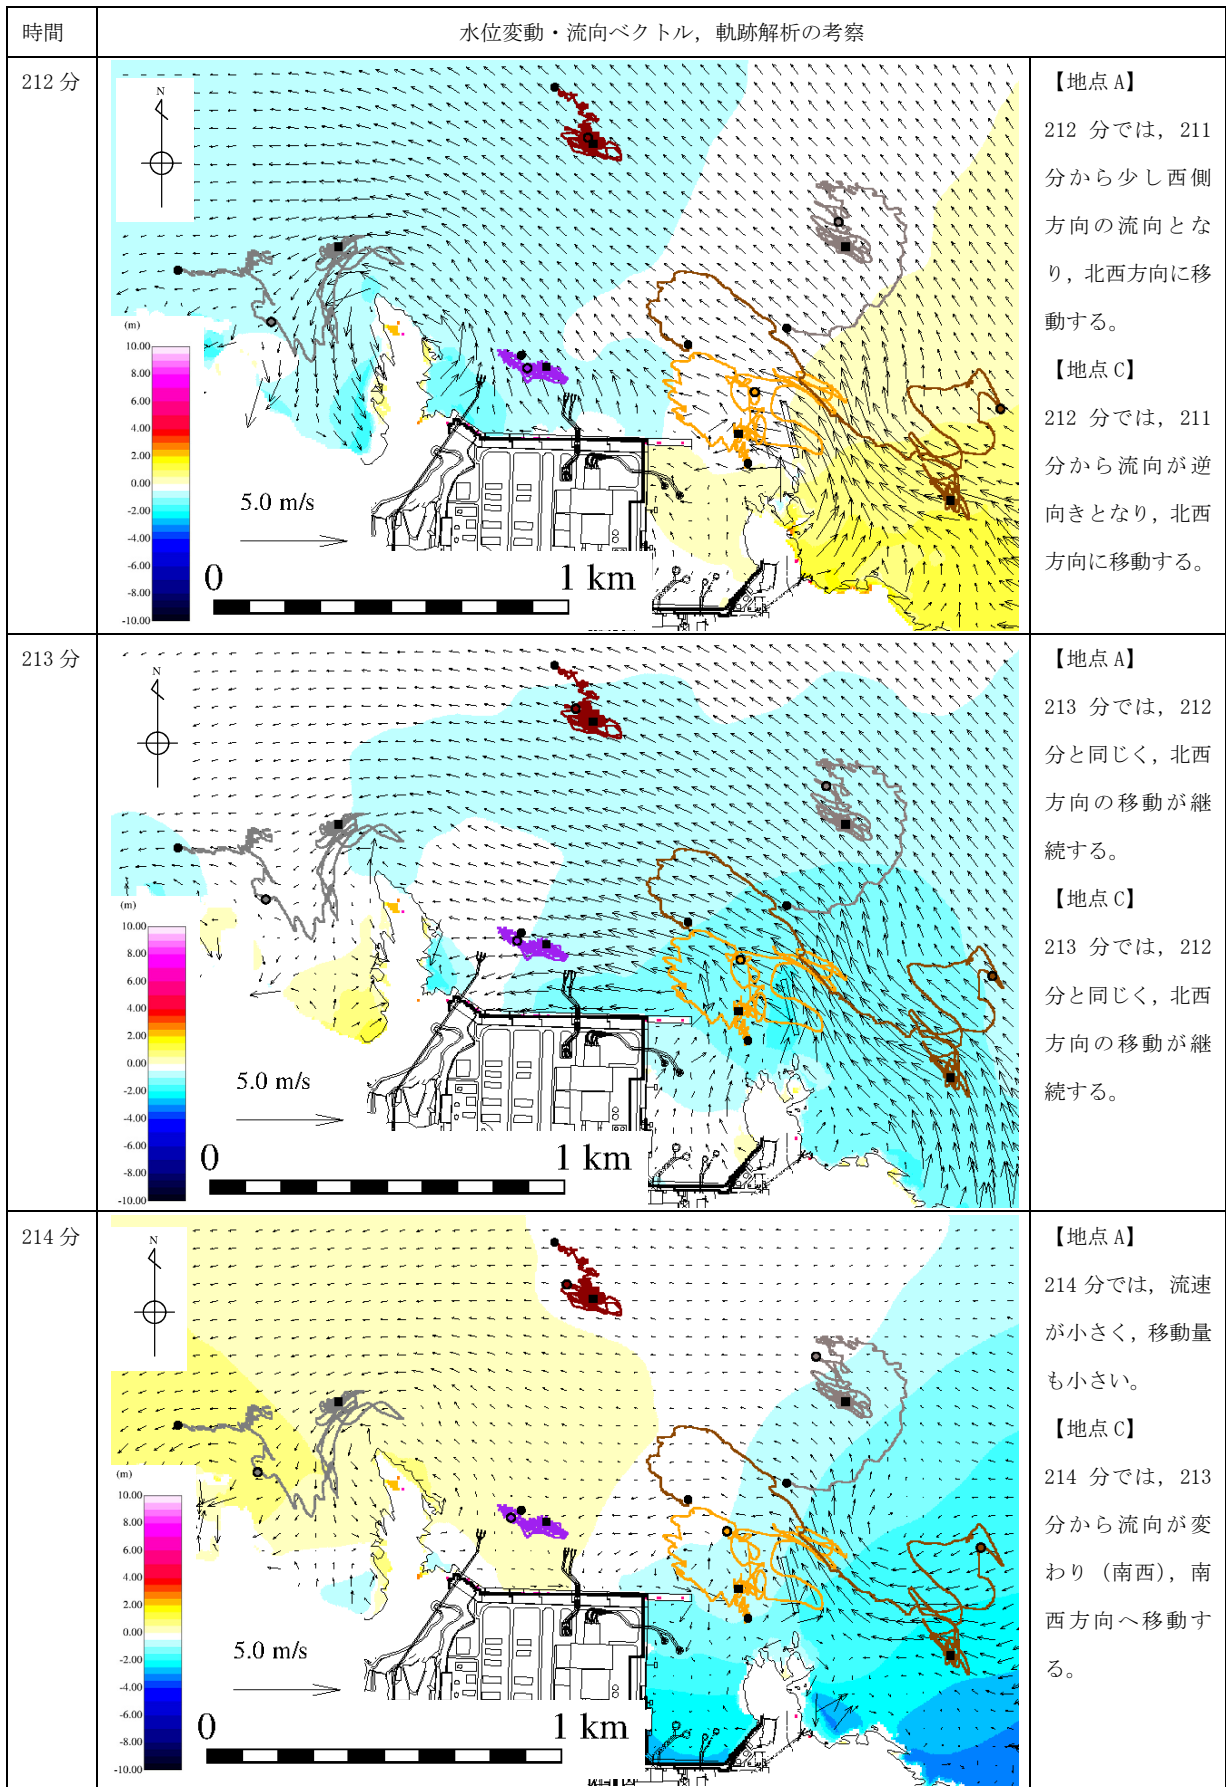 時間
水位変動・流向ベクトル，軌跡解析の考察
212 分
N
(m)
10.00
8.00
6.00
4.00
2.00
0.00
-2.00
-4.00
-6.00
-8.00
-10.00
5.0 m/s
0
1 km
【地点 A】
212 分では，211
分から少し西側
方向の流向とな
り，北西方向に移
動する。
【地点 C】
212 分では，211
分から流向が逆
向きとなり，北西
方向に移動する。
213 分
N
(m)
10.00
8.00
6.00
4.00
2.00
0.00
-2.00
-4.00
-6.00
-8.00
-10.00
5.0 m/s
0
1 km
【地点 A】
213 分では，212
分と同じく，北西
方向の移動が継
続する。
【地点 C】
213 分では，212
分と同じく，北西
方向の移動が継
続する。
214 分
N
(m)
10.00
8.00
6.00
4.00
2.00
0.00
-2.00
-4.00
-6.00
-8.00
-10.00
5.0 m/s
0
1 km
【地点 A】
214 分では，流速
が小さく，移動量
も小さい。
【地点 C】
214 分では，213
分から流向が変
わり（南西），南
西方向へ移動す
る。